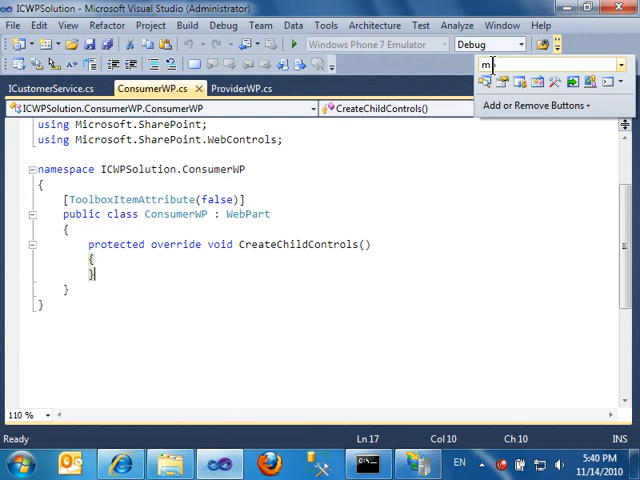 ICWPSolution - Microsoft Visual Studio (Administrator)
File Edit View Refactor Project Build Debug Team Data Tools Architecture Test Analyze Window Help
Windows Phone 7 Emulator Debug
m
ICustomerService.cs ConsumerWP.cs ProviderWP.cs
Add or Remove Buttons
ICWPSolution.ConsumerWP.ConsumerWP CreateChildControls()
using Microsoft.SharePoint;
using Microsoft.SharePoint.WebControls;
namespace ICWPSolution.ConsumerWP
{
[ToolboxItemAttribute(false)]
public class ConsumerWP : WebPart
{
protected override void CreateChildControls()
{
}
}
}
110 %
Ready Ln 17 Col 10 Ch 10 INS
EN 5:40 PM
11/14/2010